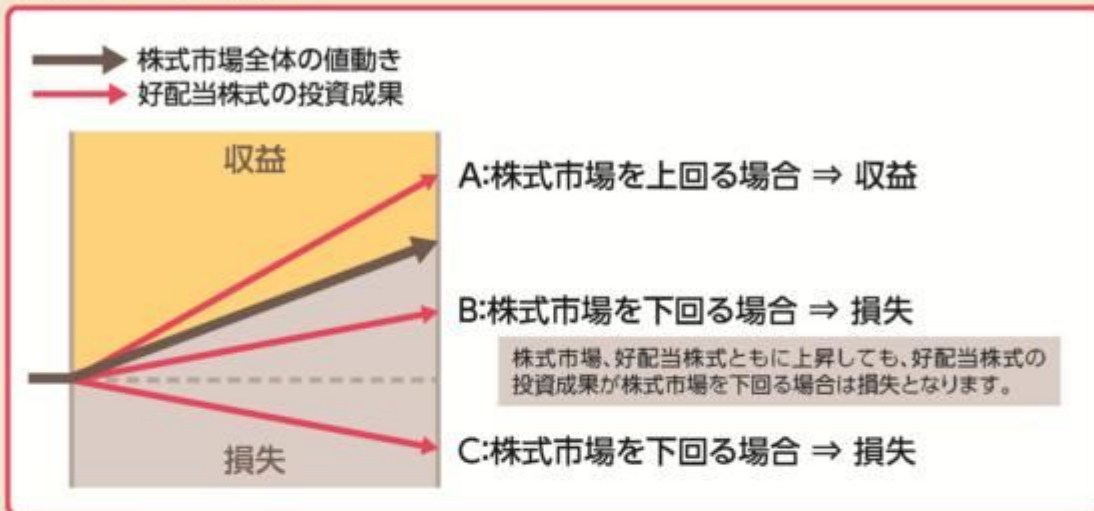 株式市場全体の値動き
好配当株式の投資成果
収益
A:株式市場を上回る場合 ⇒ 収益
B:株式市場を下回る場合 ⇒ 損失
株式市場、好配当株式ともに上昇しても、好配当株式の
投資成果が株式市場を下回る場合は損失となります。
損失
C:株式市場を下回る場合 ⇒ 損失